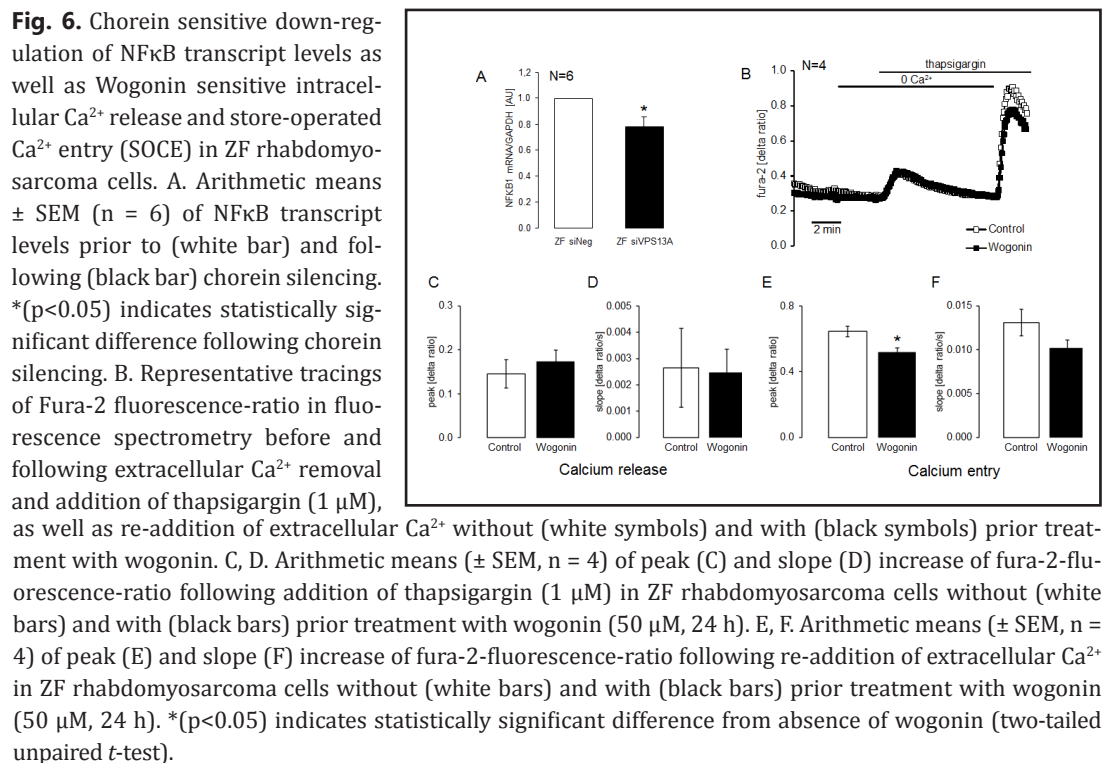 Fig. 6. Chorein sensitive down-reg-
ulation of NFκB transcript levels as
well as Wogonin sensitive intracel-
lular Ca²⁺ release and store-operated
Ca²⁺ entry (SOCE) in ZF rhabdomyo-
sarcoma cells. A. Arithmetic means
± SEM (n = 6) of NFκB transcript
levels prior to (white bar) and fol-
lowing (black bar) chorein silencing.
*(p<0.05) indicates statistically sig-
nificant difference following chorein
silencing. B. Representative tracings
of Fura-2 fluorescence-ratio in fluo-
rescence spectrometry before and
following extracellular Ca²⁺ removal
and addition of thapsigargin (1 µM),
as well as re-addition of extracellular Ca²⁺ without (white symbols) and with (black symbols) prior treat-
ment with wogonin. C, D. Arithmetic means (± SEM, n = 4) of peak (C) and slope (D) increase of fura-2-flu-
orescence-ratio following addition of thapsigargin (1 µM) in ZF rhabdomyosarcoma cells without (white
bars) and with (black bars) prior treatment with wogonin (50 µM, 24 h). E, F. Arithmetic means (± SEM, n =
4) of peak (E) and slope (F) increase of fura-2-fluorescence-ratio following re-addition of extracellular Ca²⁺
in ZF rhabdomyosarcoma cells without (white bars) and with (black bars) prior treatment with wogonin
(50 µM, 24 h). *(p<0.05) indicates statistically significant difference from absence of wogonin (two-tailed
unpaired t-test).
A
N=6
NFKB1 mRNA/GAPDH [AU]
1.2
1.0
0.8
0.6
0.4
0.2
0.0
*
ZF siNeg
ZF siVPS13A
B
N=4
thapsigargin
0 Ca²⁺
fura-2 [delta ratio]
1.0
0.8
0.6
0.4
0.2
0.0
2 min
Control
Wogonin
C
peak [delta ratio]
0.3
0.2
0.1
0.0
Control
Wogonin
D
slope [delta ratio/s]
0.005
0.004
0.003
0.002
0.001
0.000
Control
Wogonin
Calcium release
E
peak [delta ratio]
0.8
0.6
0.4
0.2
0.0
*
Control
Wogonin
F
slope [delta ratio/s]
0.015
0.010
0.005
0.000
Control
Wogonin
Calcium entry